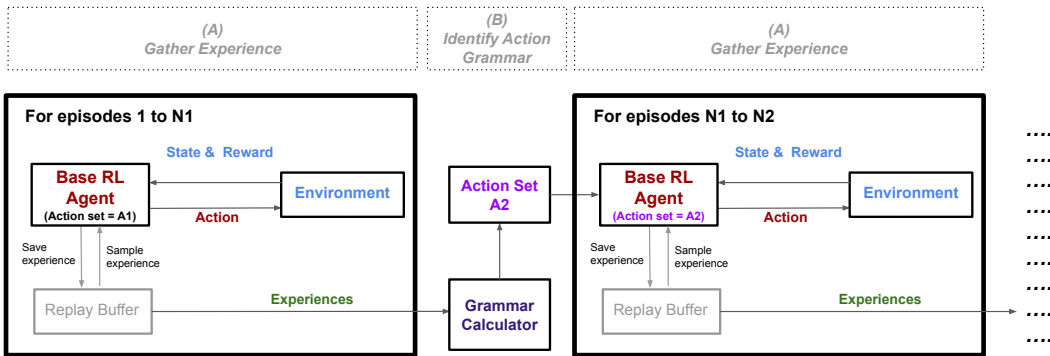 (A)
Gather Experience
(B)
Identify Action
Grammar
(A)
Gather Experience
For episodes 1 to N1
State & Reward
Base RL
Agent
(Action set = A1)
Environment
Action
Save
experience
Sample
experience
Replay Buffer
Experiences
Action Set
A2
Grammar
Calculator
For episodes N1 to N2
State & Reward
Base RL
Agent
(Action set = A2)
Environment
Action
Save
experience
Sample
experience
Replay Buffer
Experiences
....
....
....
....
....
....
....
....
....